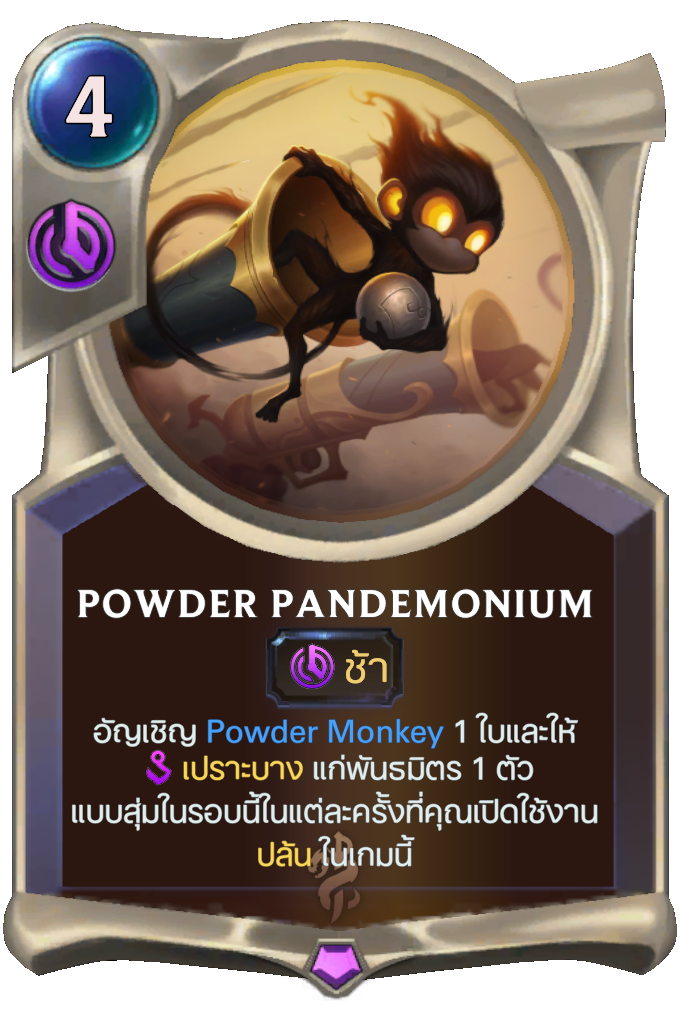 4
POWDER PANDEMONIUM
ช้า
อัญเชิญ Powder Monkey 1 ใบและให้
เปราะบาง แก่พันธมิตร 1 ตัว
แบบสุ่มในรอบนี้ในแต่ละครั้งที่คุณเปิดใช้งาน
ปล้น ในเกมนี้